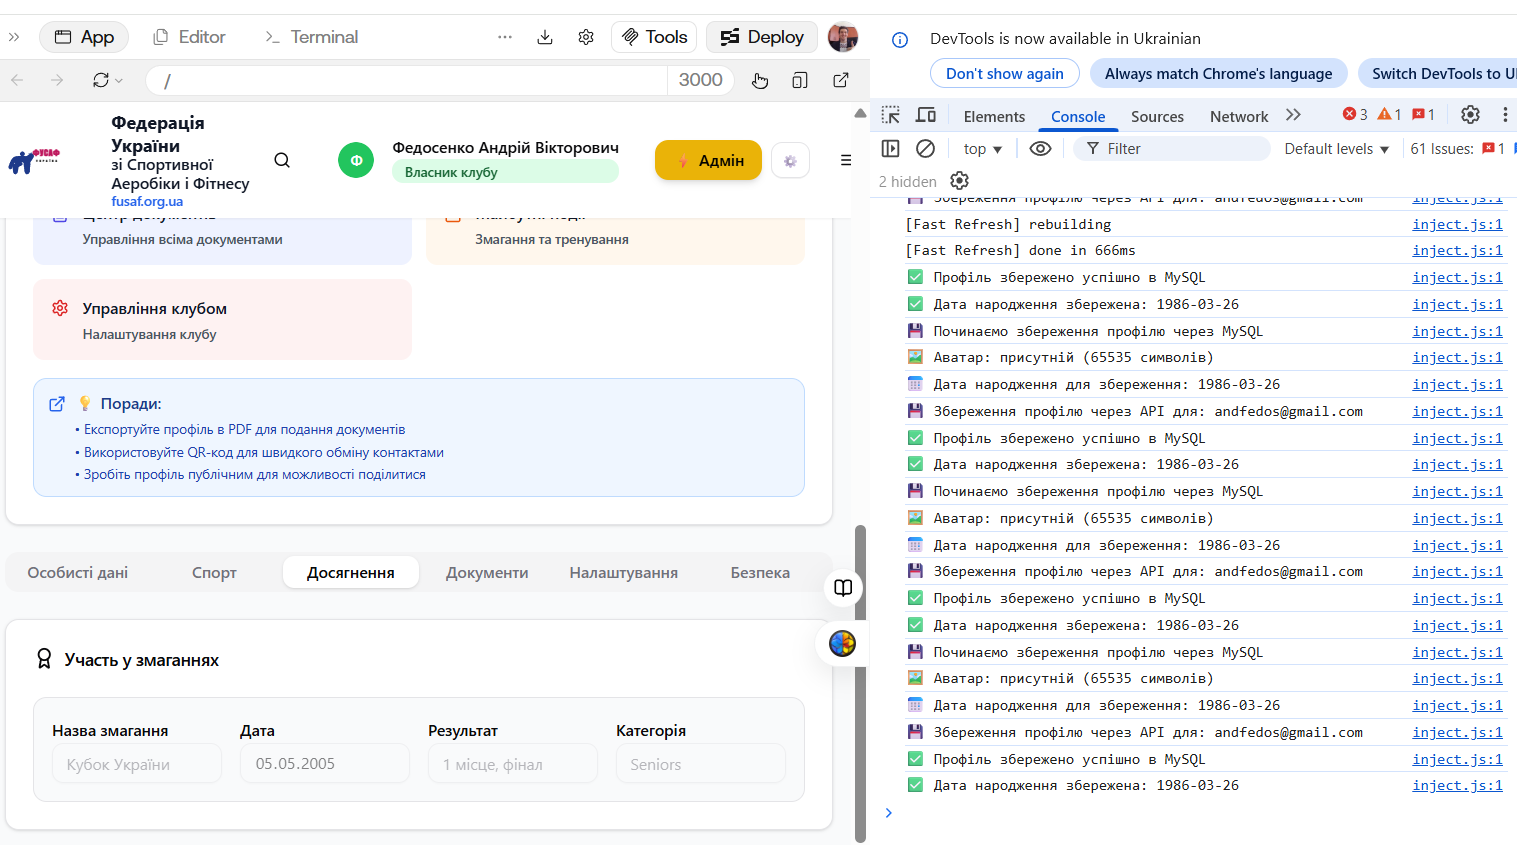 App
Editor
Terminal
Tools
Deploy
/
3000
ФУСАФ
Федерація
України
зі Спортивної
Аеробіки і Фітнесу
fusaf.org.ua
Ф
Федосенко Андрій Вікторович
Власник клубу
Адмін
Управління всіма документами
Змагання та тренування
Управління клубом
Налаштування клубу
Поради:
• Експортуйте профіль в PDF для подання документів
• Використовуйте QR-код для швидкого обміну контактами
• Зробіть профіль публічним для можливості поділитися
Особисті дані
Спорт
Досягнення
Документи
Налаштування
Безпека
Участь у змаганнях
Назва змагання
Дата
Результат
Категорія
Кубок України
05.05.2005
1 місце, фінал
Seniors
DevTools is now available in Ukrainian
Don't show again
Always match Chrome's language
Switch DevTools to
Elements
Console
Sources
Network
3
1
1
top
Filter
Default levels
61 Issues:
1
2 hidden
Збереження профілю через API для: andfedos@gmail.com inject.js:1
[Fast Refresh] rebuilding inject.js:1
[Fast Refresh] done in 666ms inject.js:1
✅ Профіль збережено успішно в MySQL inject.js:1
✅ Дата народження збережена: 1986-03-26 inject.js:1
💾 Починаємо збереження профілю через MySQL inject.js:1
🖼️ Аватар: присутній (65535 символів) inject.js:1
🗓️ Дата народження для збереження: 1986-03-26 inject.js:1
💾 Збереження профілю через API для: andfedos@gmail.com inject.js:1
✅ Профіль збережено успішно в MySQL inject.js:1
✅ Дата народження збережена: 1986-03-26 inject.js:1
💾 Починаємо збереження профілю через MySQL inject.js:1
🖼️ Аватар: присутній (65535 символів) inject.js:1
🗓️ Дата народження для збереження: 1986-03-26 inject.js:1
💾 Збереження профілю через API для: andfedos@gmail.com inject.js:1
✅ Профіль збережено успішно в MySQL inject.js:1
✅ Дата народження збережена: 1986-03-26 inject.js:1
💾 Починаємо збереження профілю через MySQL inject.js:1
🖼️ Аватар: присутній (65535 символів) inject.js:1
🗓️ Дата народження для збереження: 1986-03-26 inject.js:1
💾 Збереження профілю через API для: andfedos@gmail.com inject.js:1
✅ Профіль збережено успішно в MySQL inject.js:1
✅ Дата народження збережена: 1986-03-26 inject.js:1